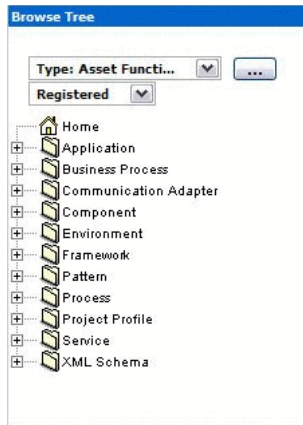 Browse Tree
Type: Asset Functi... ...
Registered
Home
Application
Business Process
Communication Adapter
Component
Environment
Framework
Pattern
Process
Project Profile
Service
XML Schema